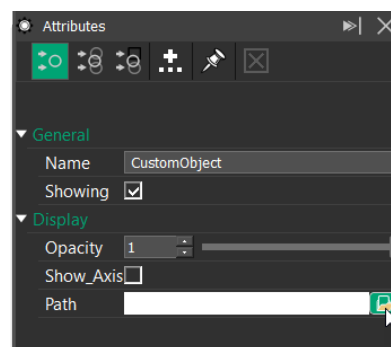 Attributes
General
Name CustomObject
Showing
Display
Opacity 1
Show_Axis
Path